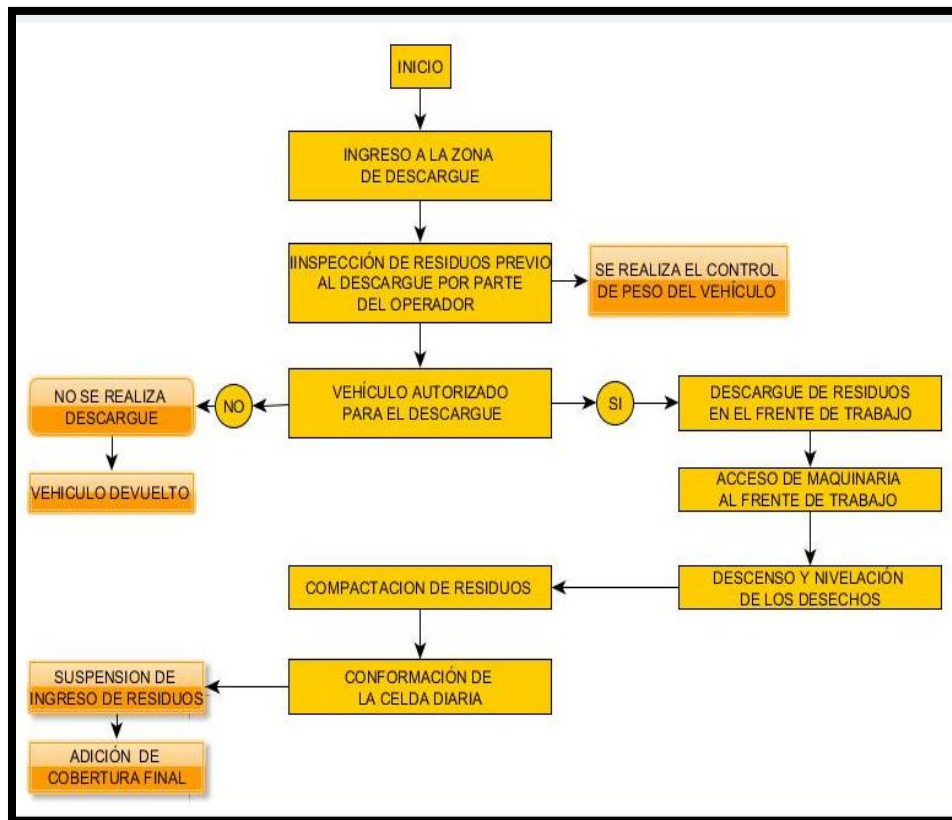 INICIO
INGRESO A LA ZONA
DE DESCARGUE
IINSPECCIÓN DE RESIDUOS PREVIO
AL DESCARGUE POR PARTE
DEL OPERADOR
SE REALIZA EL CONTROL
DE PESO DEL VEHÍCULO
VEHÍCULO AUTORIZADO
PARA EL DESCARGUE
NO
NO SE REALIZA
DESCARGUE
VEHICULO DEVUELTO
SI
DESCARGUE DE RESIDUOS
EN EL FRENTE DE TRABAJO
ACCESO DE MAQUINARIA
AL FRENTE DE TRABAJO
DESCENSO Y NIVELACIÓN
DE LOS DESECHOS
COMPACTACION DE RESIDUOS
CONFORMACIÓN DE
LA CELDA DIARIA
SUSPENSION DE
INGRESO DE RESIDUOS
ADICIÓN DE
COBERTURA FINAL